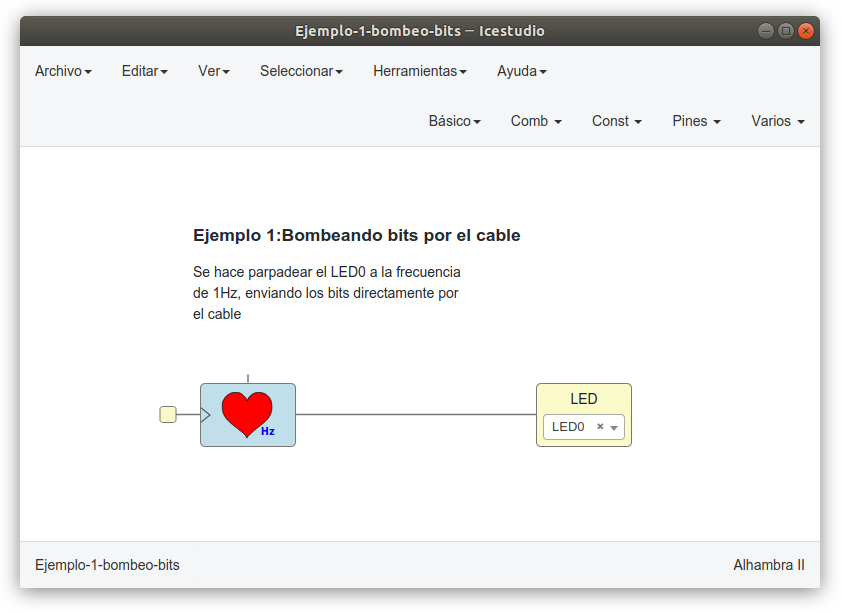 Ejemplo-1-bombeo-bits – Icestudio
Archivo Editar Ver Seleccionar Herramientas Ayuda
Básico Comb Const Pines Varios
Ejemplo 1:Bombeando bits por el cable
Se hace parpadear el LED0 a la frecuencia
de 1Hz, enviando los bits directamente por
el cable
Hz
LED
LED0
Ejemplo-1-bombeo-bits Alhambra II